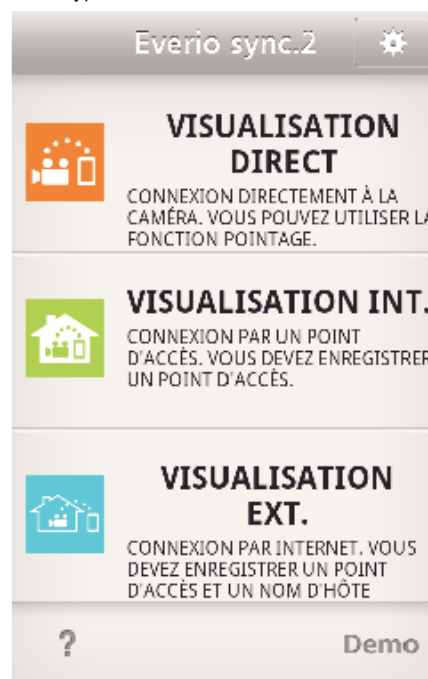 Everio sync.2
VISUALISATION
DIRECT
CONNEXION DIRECTEMENT À LA
CAMÉRA. VOUS POUVEZ UTILISER LA
FONCTION POINTAGE.
VISUALISATION INT.
CONNEXION PAR UN POINT
D'ACCÈS. VOUS DEVEZ ENREGISTRER
UN POINT D'ACCÈS.
VISUALISATION
EXT.
CONNEXION PAR INTERNET. VOUS
DEVEZ ENREGISTRER UN POINT
D'ACCÈS ET UN NOM D'HÔTE
? Demo